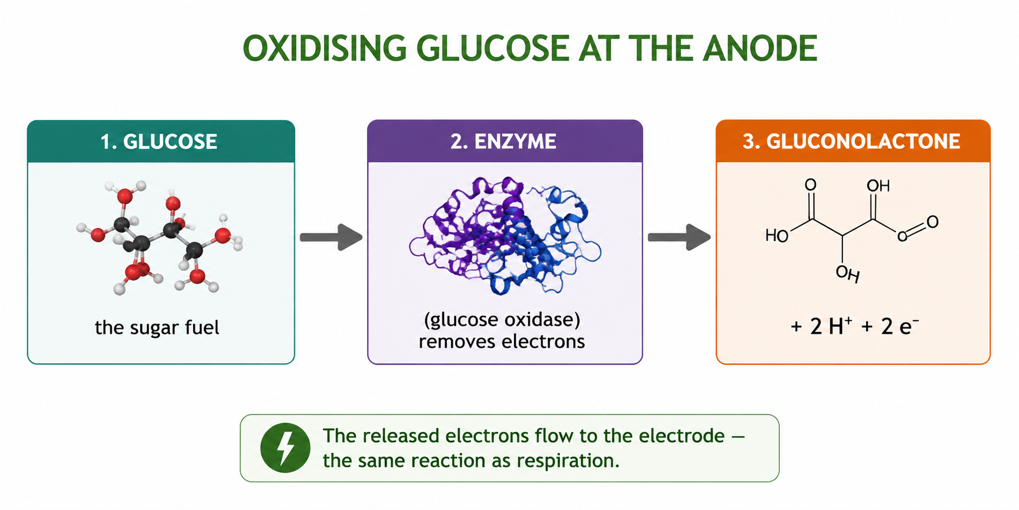 OXIDISING GLUCOSE AT THE ANODE
1. GLUCOSE
the sugar fuel
2. ENZYME
(glucose oxidase)
removes electrons
3. GLUCONOLACTONE
O
OH
HO
O
O
OH
+ 2 H⁺ + 2 e⁻
The released electrons flow to the electrode –
the same reaction as respiration.